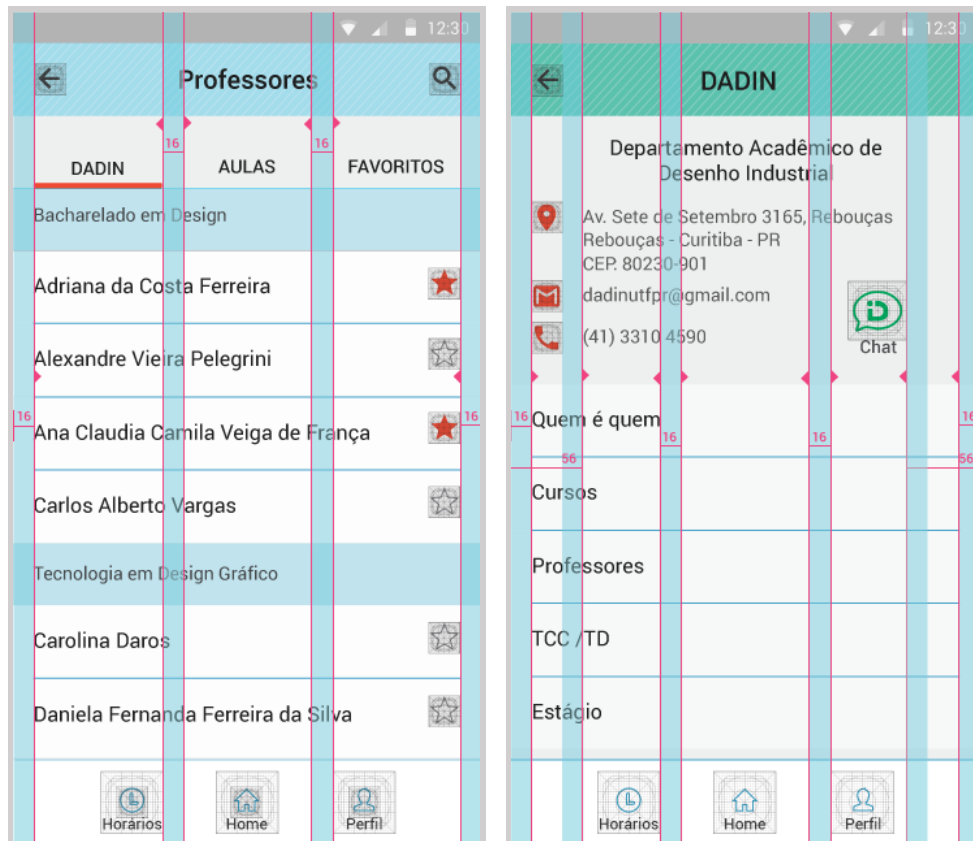 12:30
Professores
16
16
DADIN
AULAS
FAVORITOS
Bacharelado em Design
Adriana da Costa Ferreira
Alexandre Vieira Pelegrini
16
16
Ana Claudia Camila Veiga de França
Carlos Alberto Vargas
Tecnologia em Design Gráfico
Carolina Daros
Daniela Fernanda Ferreira da Silva
Horários
Home
Perfil
12:30
DADIN
Departamento Acadêmico de
Desenho Industrial
Av. Sete de Setembro 3165, Rebouças
Rebouças - Curitiba - PR
CEP. 80230-901
dadinutfpr@gmail.com
(41) 3310 4590
Chat
16
Quem é quem
16
16
16
56
56
Cursos
Professores
TCC /TD
Estágio
Horários
Home
Perfil